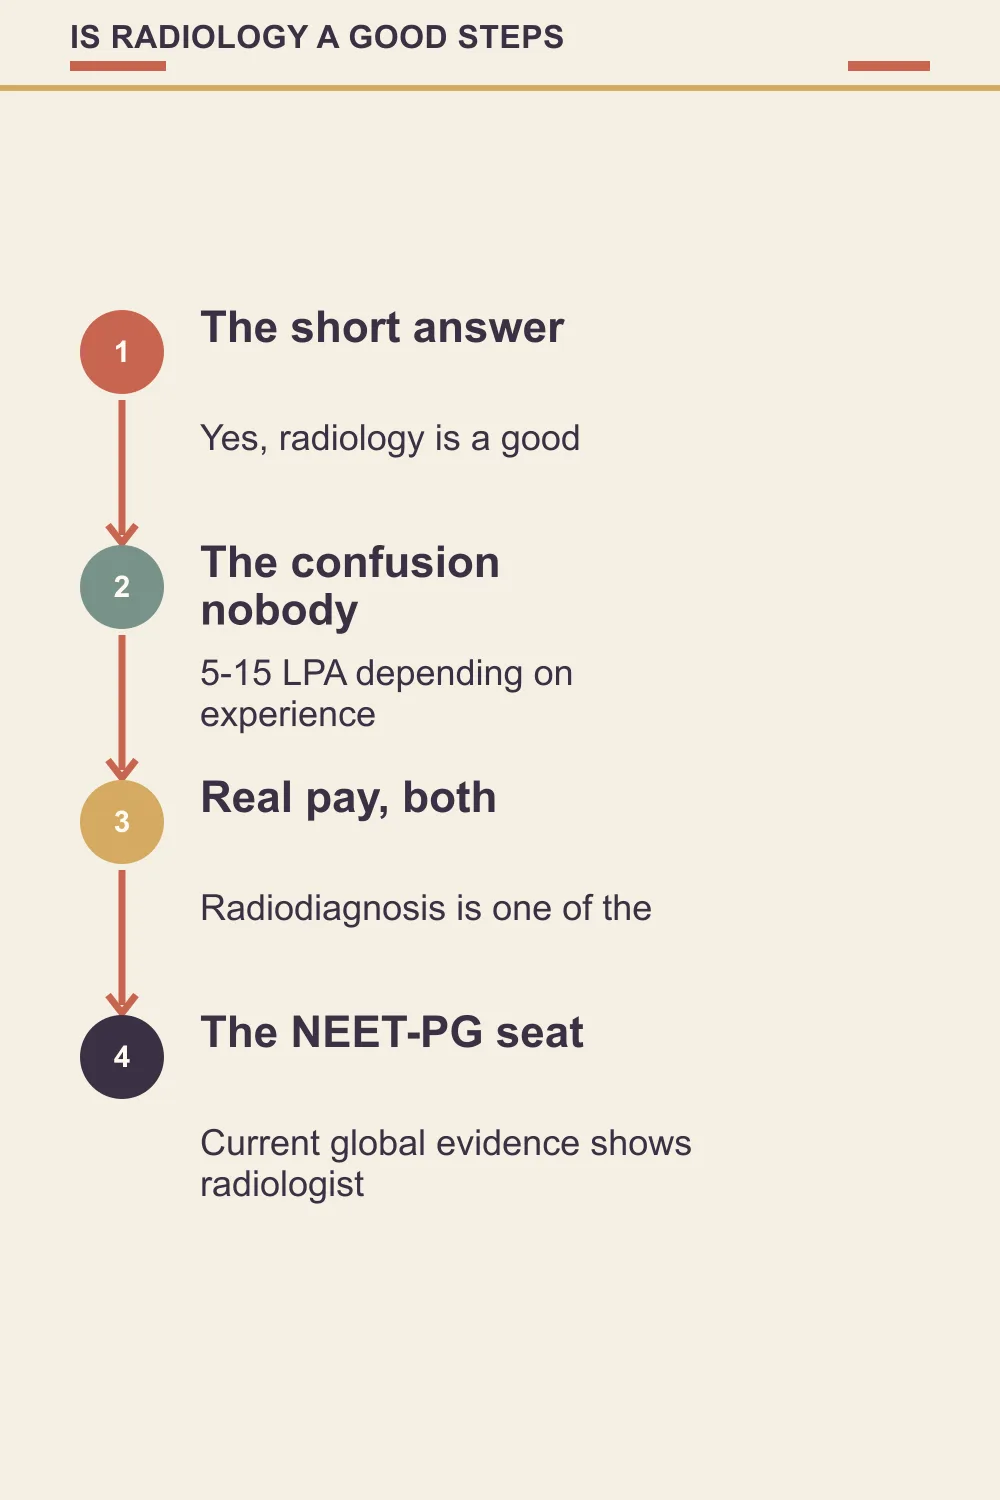 IS RADIOLOGY A GOOD STEPS
1
The short answer
Yes, radiology is a good
2
The confusion
nobody
5-15 LPA depending on
experience
3
Real pay, both
Radiodiagnosis is one of the
4
The NEET-PG seat
Current global evidence shows
radiologist